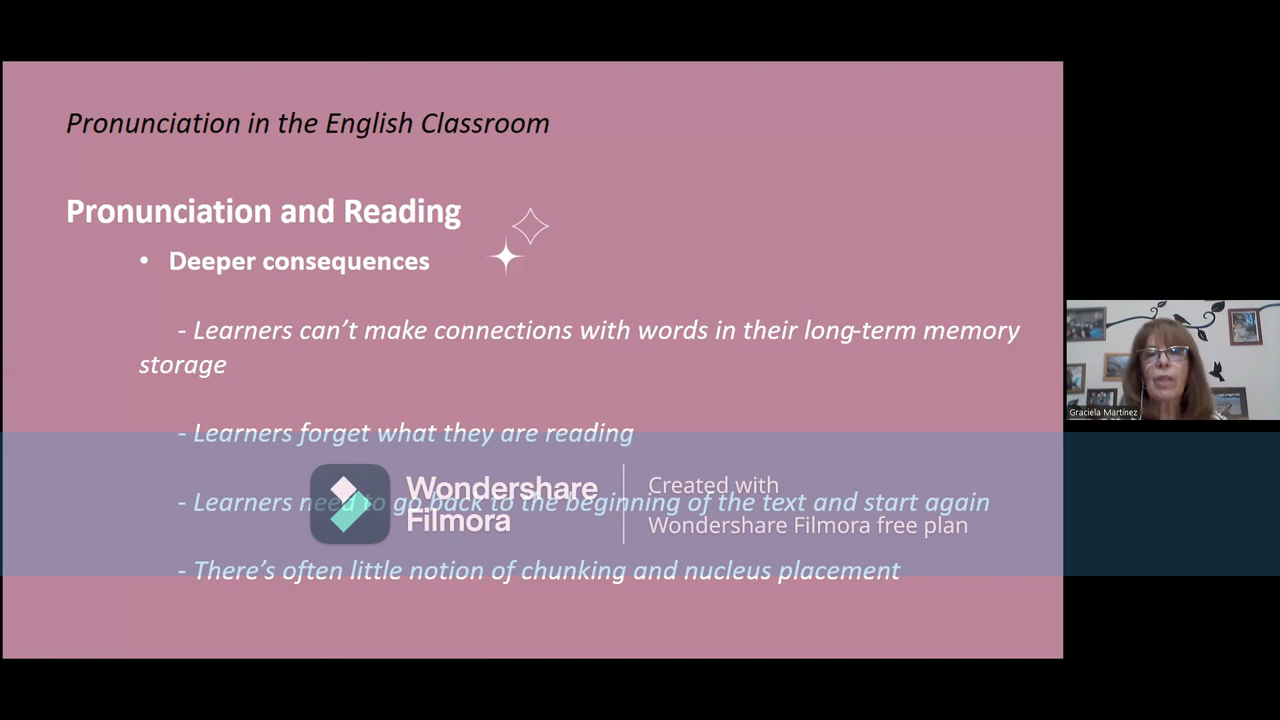 Pronunciation in the English Classroom
Pronunciation and Reading
• Deeper consequences
- Learners can’t make connections with words in their long-term memory
storage
- Learners forget what they are reading
- Learners need to go back to the beginning of the text and start again
- There’s often little notion of chunking and nucleus placement
Wondershare
Filmora
Created with
Wondershare Filmora free plan
Graciela Martínez